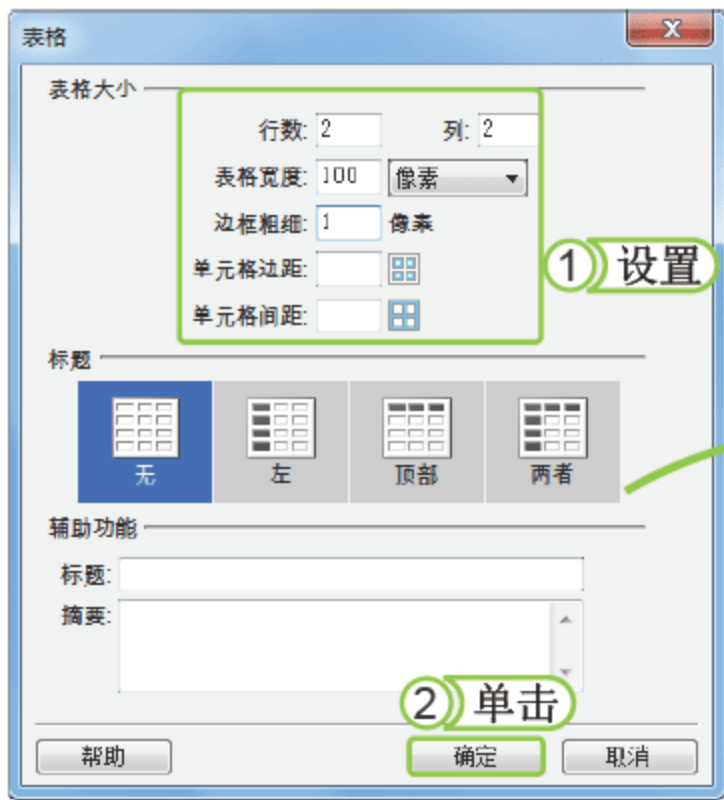 表格
表格大小
行数: 2 列: 2
表格宽度: 100 像素
边框粗细: 1 像素
单元格边距:
① 设置
单元格间距:
标题
无 左 顶部 两者
辅助功能
标题:
摘要:
② 单击
帮助 确定 取消